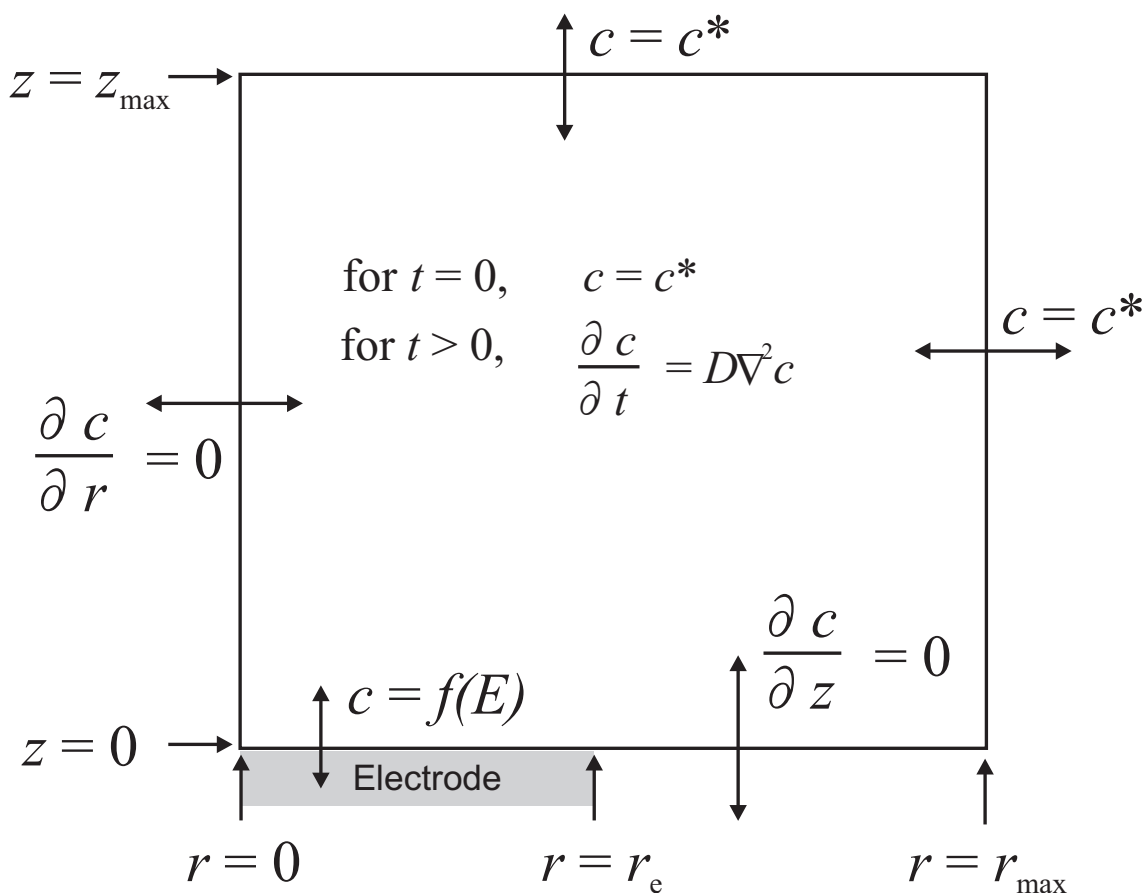 c = c*
z = z_max
for t = 0, c = c*
for t > 0, ∂c/∂t = D∇²c
c = c*
∂c/∂r = 0
∂c/∂z = 0
c = f(E)
z = 0
Electrode
r = 0
r = r_e
r = r_max